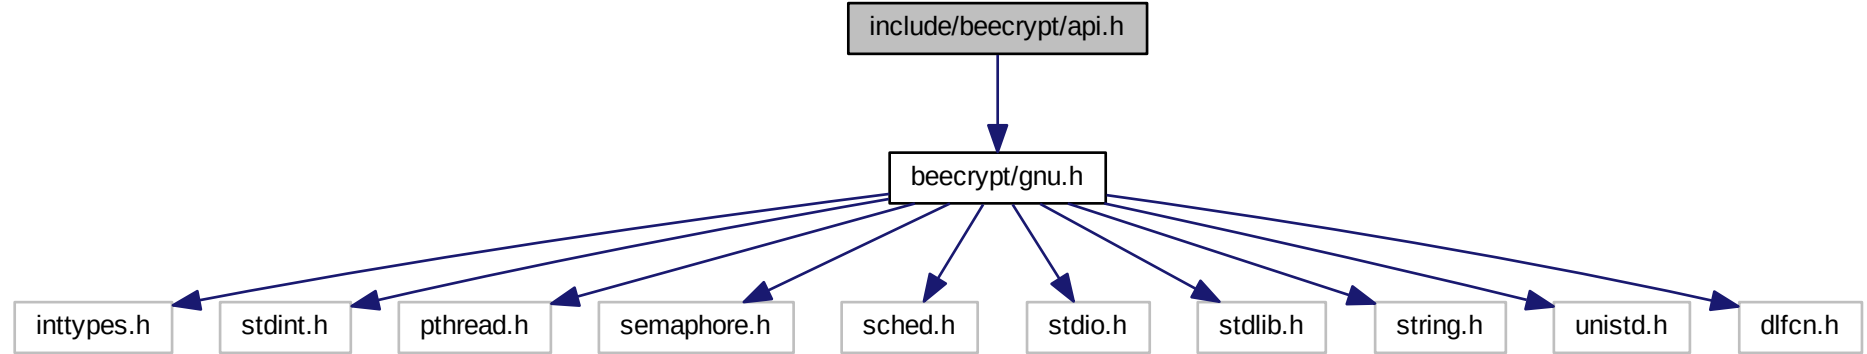 include/beecrypt/api.h
beecrypt/gnu.h
inttypes.h
stdint.h
pthread.h
semaphore.h
sched.h
stdio.h
stdlib.h
string.h
unistd.h
dlfcn.h